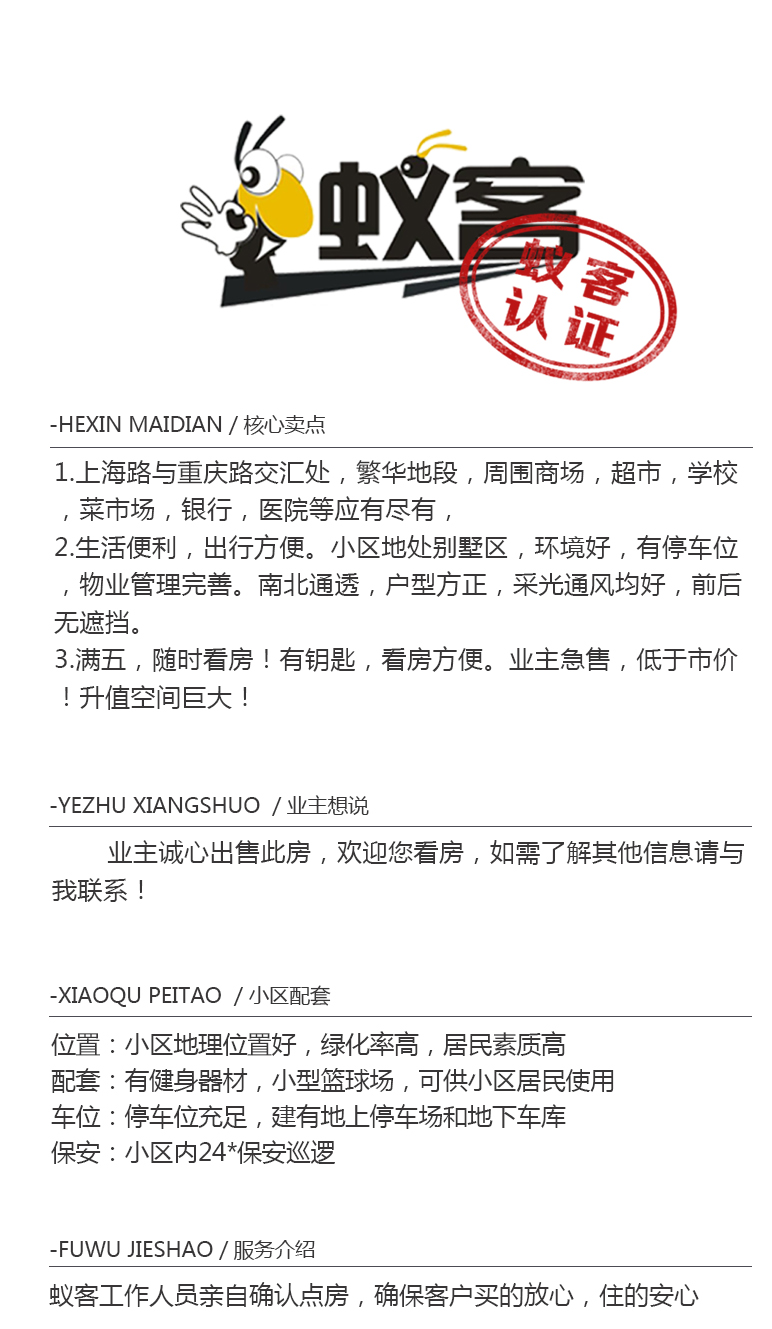 蚁客
蚁客
认证
-HEXIN MAIDIAN / 核心卖点
1.上海路与重庆路交汇处，繁华地段，周围商场，超市，学校
，菜市场，银行，医院等应有尽有，
2.生活便利，出行方便。小区地处别墅区，环境好，有停车位
，物业管理完善。南北通透，户型方正，采光通风均好，前后
无遮挡。
3.满五，随时看房！有钥匙，看房方便。业主急售，低于市价
！升值空间巨大！
-YEZHU XIANGSHUO / 业主想说
业主诚心出售此房，欢迎您看房，如需了解其他信息请与
我联系！
-XIAOQU PEITAO / 小区配套
位置：小区地理位置好，绿化率高，居民素质高
配套：有健身器材，小型篮球场，可供小区居民使用
车位：停车位充足，建有地上停车场和地下车库
保安：小区内24*保安巡逻
-FUWU JIESHAO / 服务介绍
蚁客工作人员亲自确认点房，确保客户买的放心，住的安心